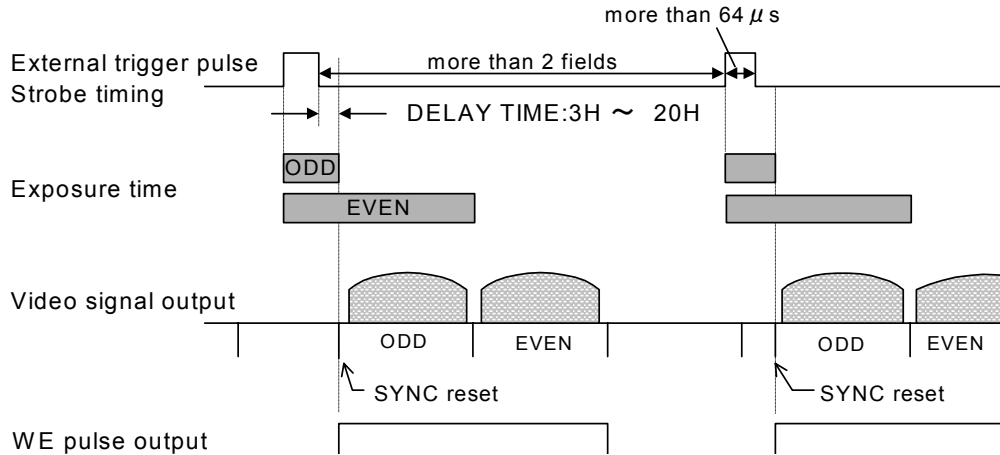 more than 64 μs
External trigger pulse
more than 2 fields
Strobe timing
DELAY TIME:3H ～ 20H
ODD
Exposure time
EVEN
Video signal output
ODD EVEN ODD EVEN
SYNC reset SYNC reset
WE pulse output